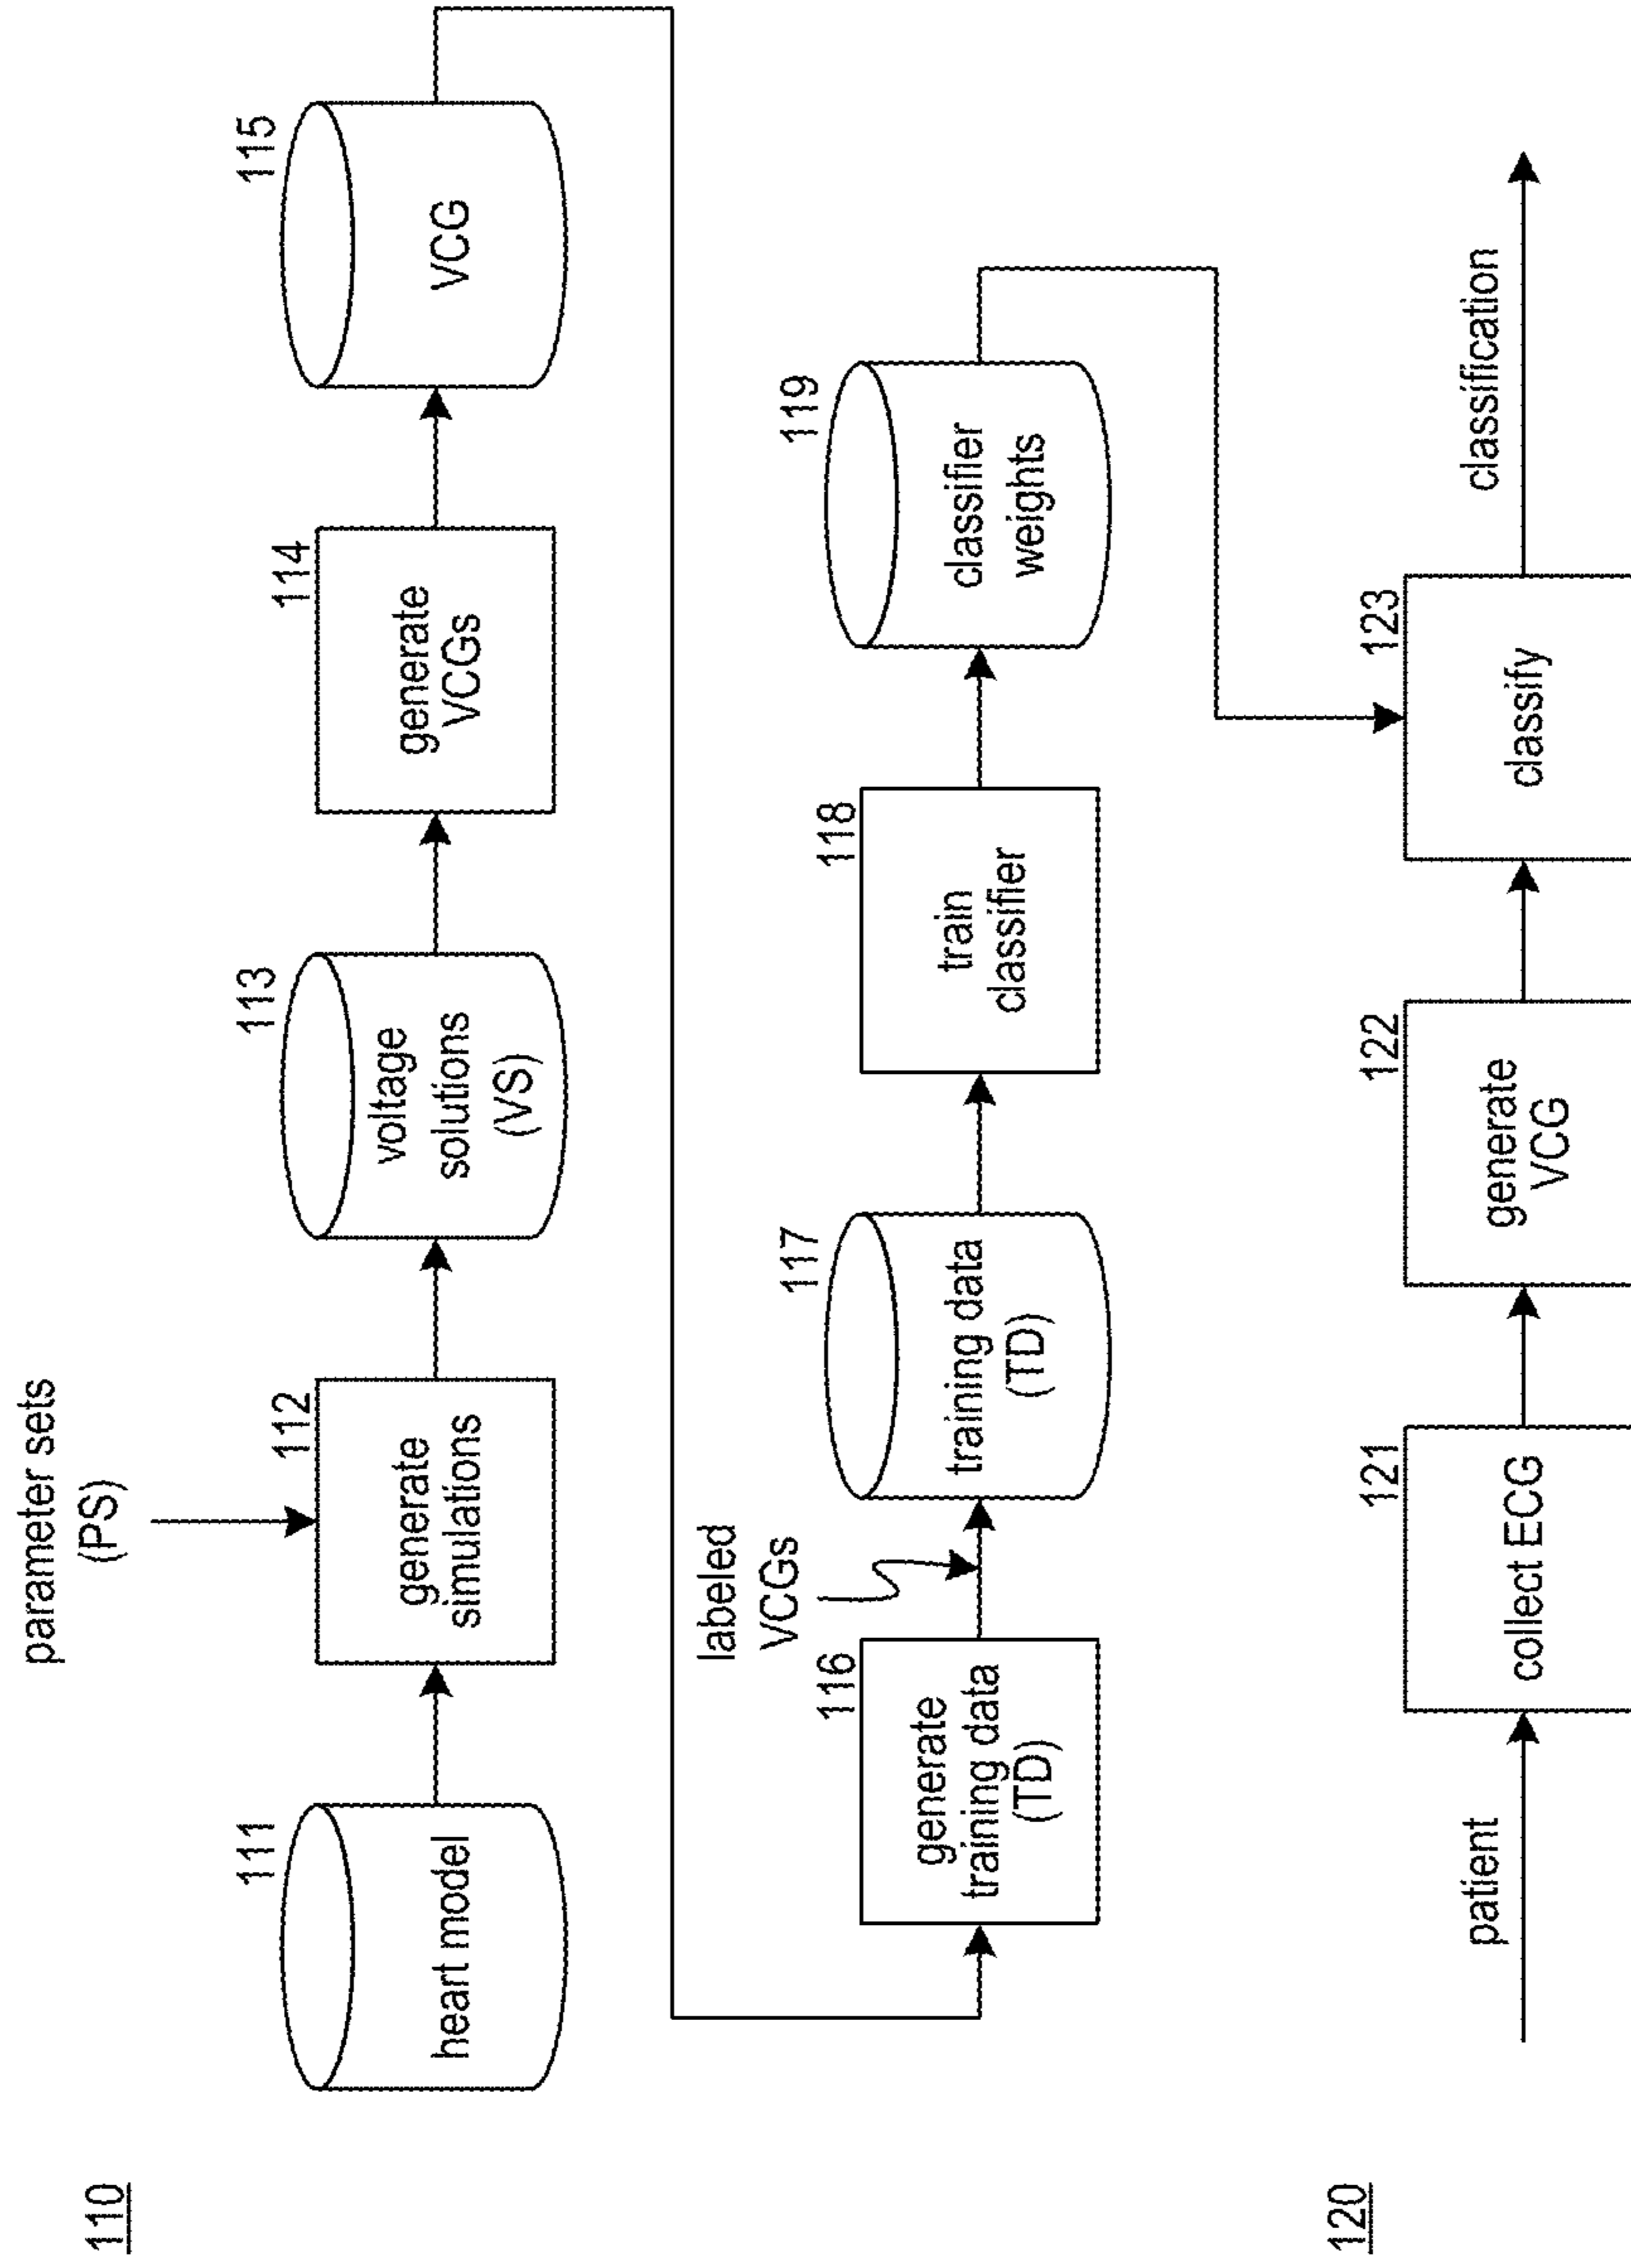 110
parameter sets
(PS)
111
heart model
112
generate
simulations
113
voltage
solutions
(VS)
114
generate
VCGs
115
VCG
116
generate
training data
(TD)
labeled
VCGs
117
training data
(TD)
118
train
classifier
119
classifier
weights
120
patient
121
collect ECG
122
generate
VCG
123
classify
classification